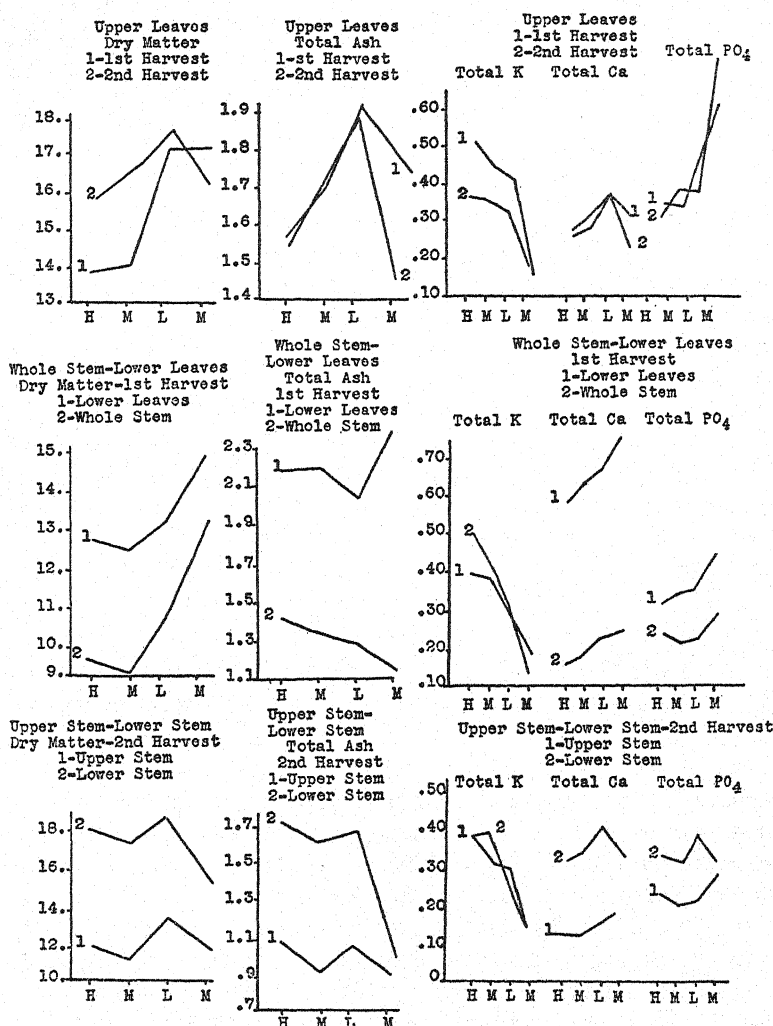 Upper Leaves
Dry Matter
1-1st Harvest
2-2nd Harvest
18.
17.
16.
15.
14.
13.
2
1
H M L M
Upper Leaves
Total Ash
1-st Harvest
2-2nd Harvest
1.9
1.8
1.7
1.6
1.5
1.4
1
2
H M L M
Upper Leaves
1-1st Harvest
2-2nd Harvest
Total K Total Ca Total PO4
.60
.50
.40
.30
.20
.10
1
2
1
2
1
2
H M L M H M L M H M L M
Whole Stem-Lower Leaves
Dry Matter-1st Harvest
1-Lower Leaves
2-Whole Stem
15.
14.
13.
12.
11.
10.
9.
1
2
H M L M
Whole Stem-
Lower Leaves
Total Ash
1st Harvest
1-Lower Leaves
2-Whole Stem
2.3
2.1
1.9
1.7
1.5
1.3
1.1
1
2
H M L M
Whole Stem-Lower Leaves
1st Harvest
1-Lower Leaves
2-Whole Stem
Total K Total Ca Total PO4
.70
.60
.50
.40
.30
.20
.10
2
1
1
2
1
2
H M L M H M L M H M L M
Upper Stem-Lower Stem
Dry Matter-2nd Harvest
1-Upper Stem
2-Lower Stem
18.
16.
14.
12.
10.
2
1
H M L M
Upper Stem-
Lower Stem
Total Ash
2nd Harvest
1-Upper Stem
2-Lower Stem
1.7
1.5
1.3
1.1
.9
.7
2
1
H M L M
Upper Stem-Lower Stem-2nd Harvest
1-Upper Stem
2-Lower Stem
Total K Total Ca Total PO4
.50
.40
.30
.20
.10
0
1 2
2
1
2
1
H M L M H M L M H M L M